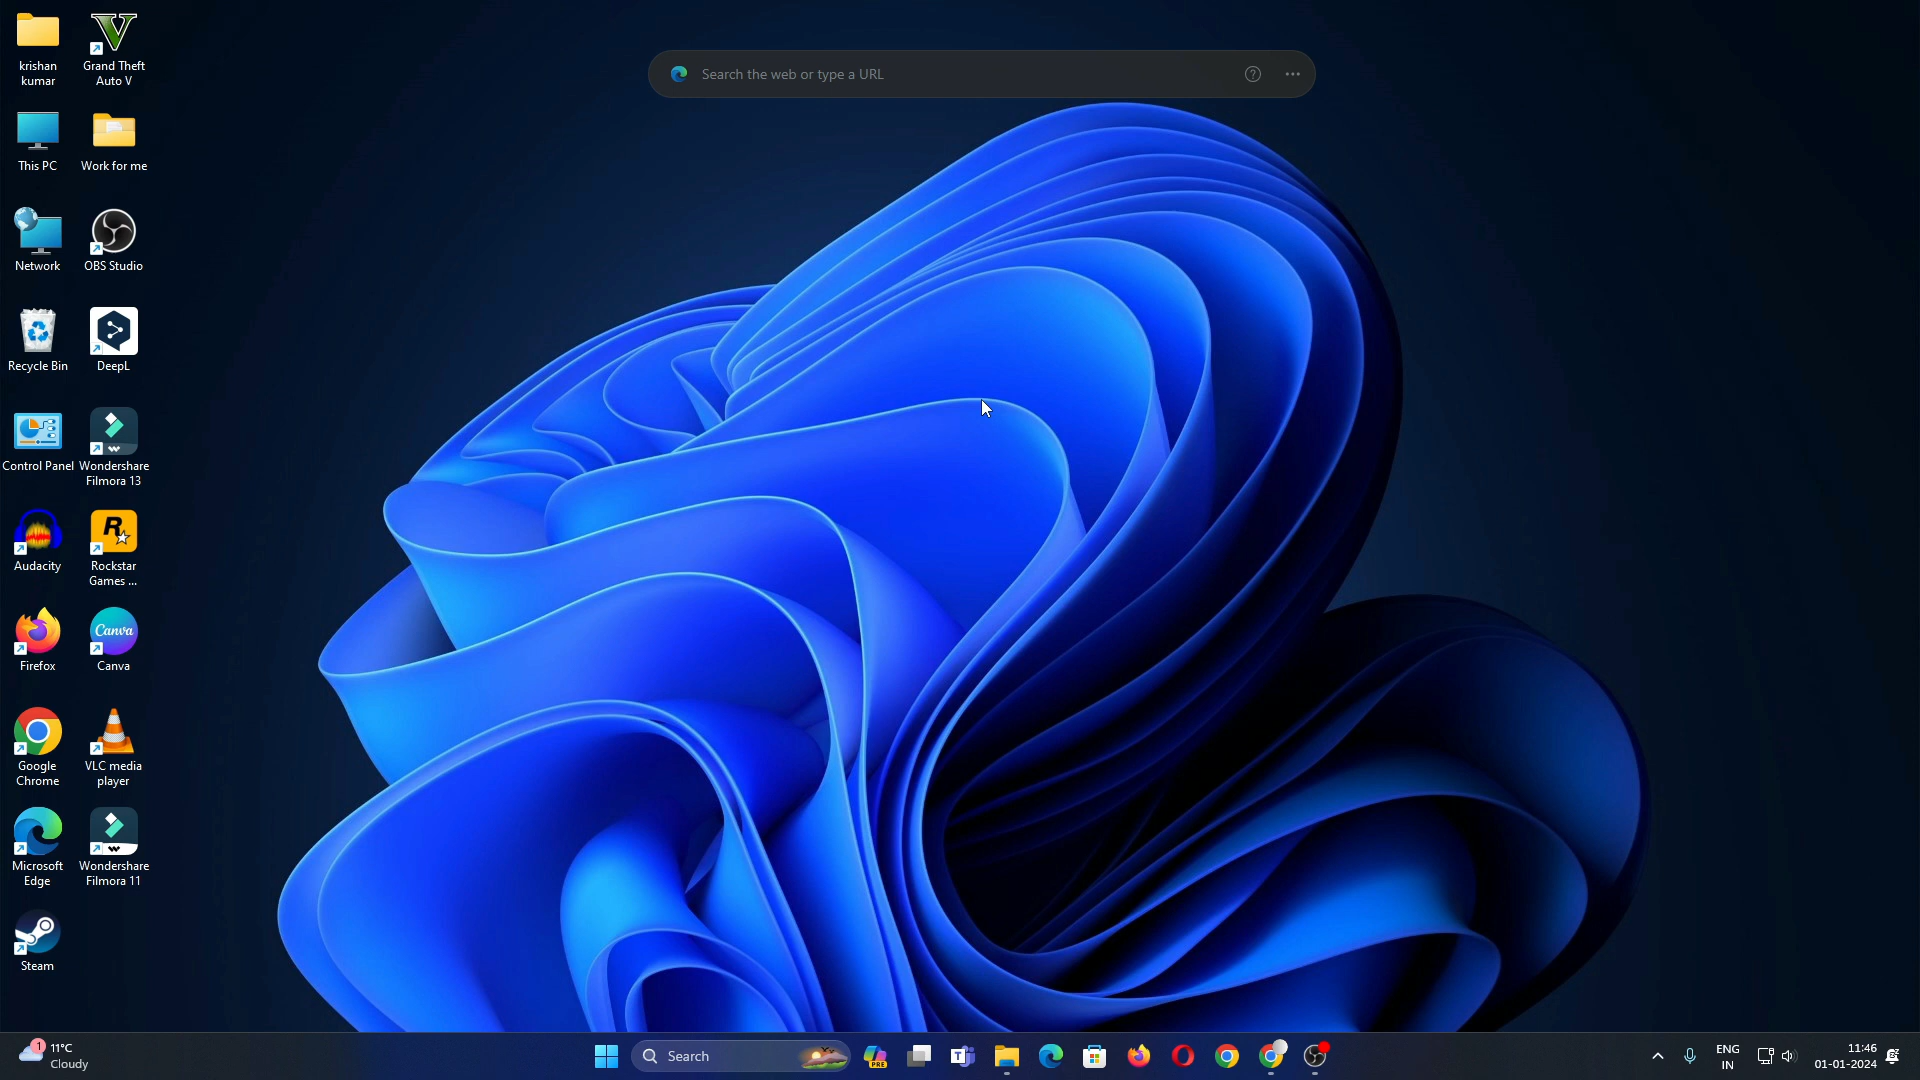 krishan
kumar
Grand Theft
Auto V
Search the web or type a URL
This PC
Work for me
Network
OBS Studio
Recycle Bin
DeepL
Control Panel
Wondershare
Filmora 13
Audacity
Rockstar
Games ...
Firefox
Canva
Canva
Google
Chrome
VLC media
player
Microsoft
Edge
Wondershare
Filmora 11
Steam
1
11°C
Cloudy
Search
PRE
ENG
IN
11:46
01-01-2024